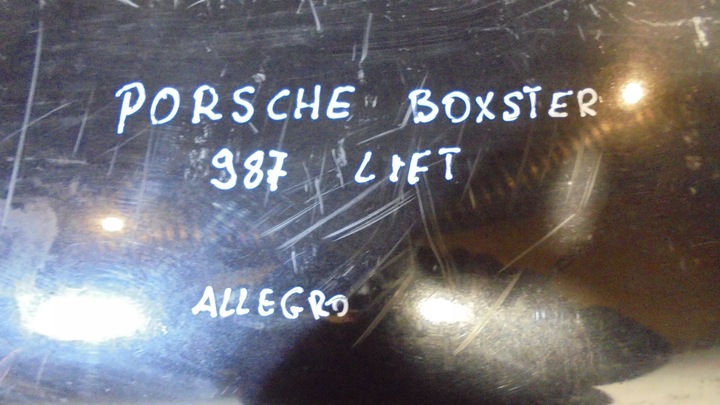 PORSCHE BOXSTER
987 LIFT
ALLEGRO